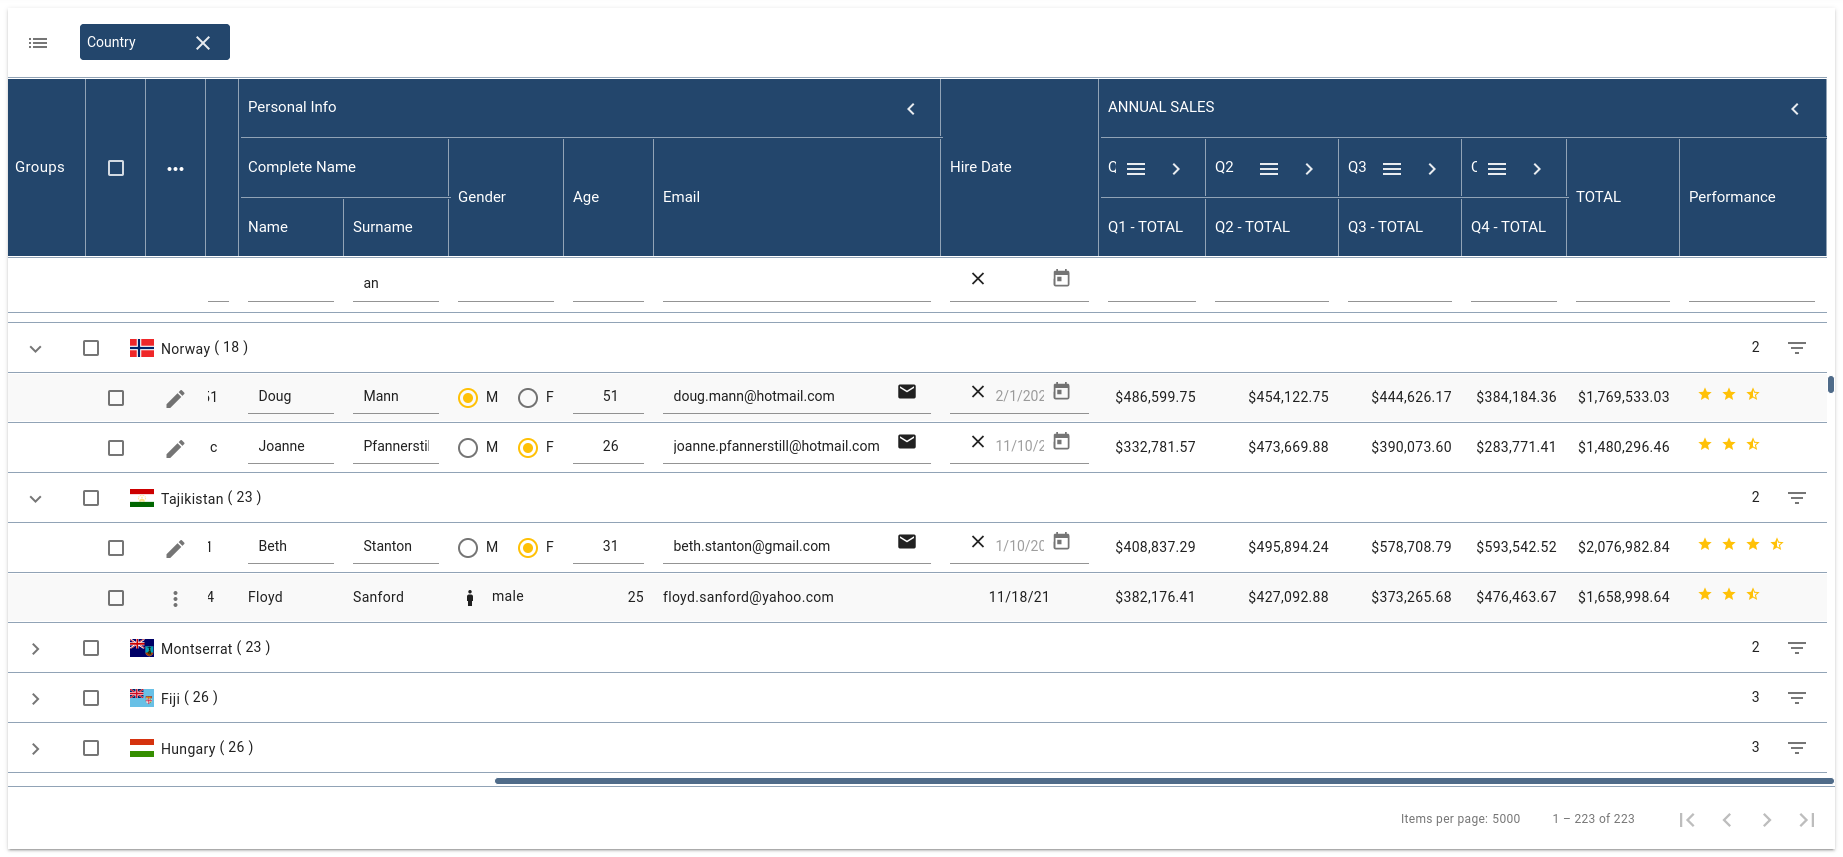 Country
Personal Info
ANNUAL SALES
Groups
Complete Name
Gender
Age
Email
Hire Date
Q2
Q3
TOTAL
Performance
Name
Surname
Q1 - TOTAL
Q2 - TOTAL
Q3 - TOTAL
Q4 - TOTAL
an
Norway ( 18 ) 2
Doug Mann M F 51 doug.mann@hotmail.com 2/1/202 $486,599.75 $454,122.75 $444,626.17 $384,184.36 $1,769,533.03
c Joanne Pfannersti M F 26 joanne.pfannerstill@hotmail.com 11/10/2 $332,781.57 $473,669.88 $390,073.60 $283,771.41 $1,480,296.46
Tajikistan ( 23 ) 2
1 Beth Stanton M F 31 beth.stanton@gmail.com 1/10/20 $408,837.29 $495,894.24 $578,708.79 $593,542.52 $2,076,982.84
4 Floyd Sanford male 25 floyd.sanford@yahoo.com 11/18/21 $382,176.41 $427,092.88 $373,265.68 $476,463.67 $1,658,998.64
Montserrat ( 23 ) 2
Fiji ( 26 ) 3
Hungary ( 26 ) 3
Items per page: 5000 1 – 223 of 223